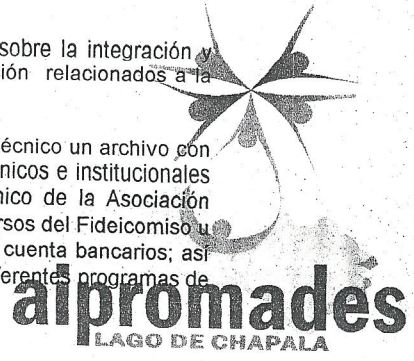 sobre la integración y
ión relacionados a la
écnico un archivo con
nicos e institucionales
nico de la Asociación
rsos del Fideicomiso u
cuenta bancarios; así
ferentes programas de
aipromades
LAGO DE CHAPALA